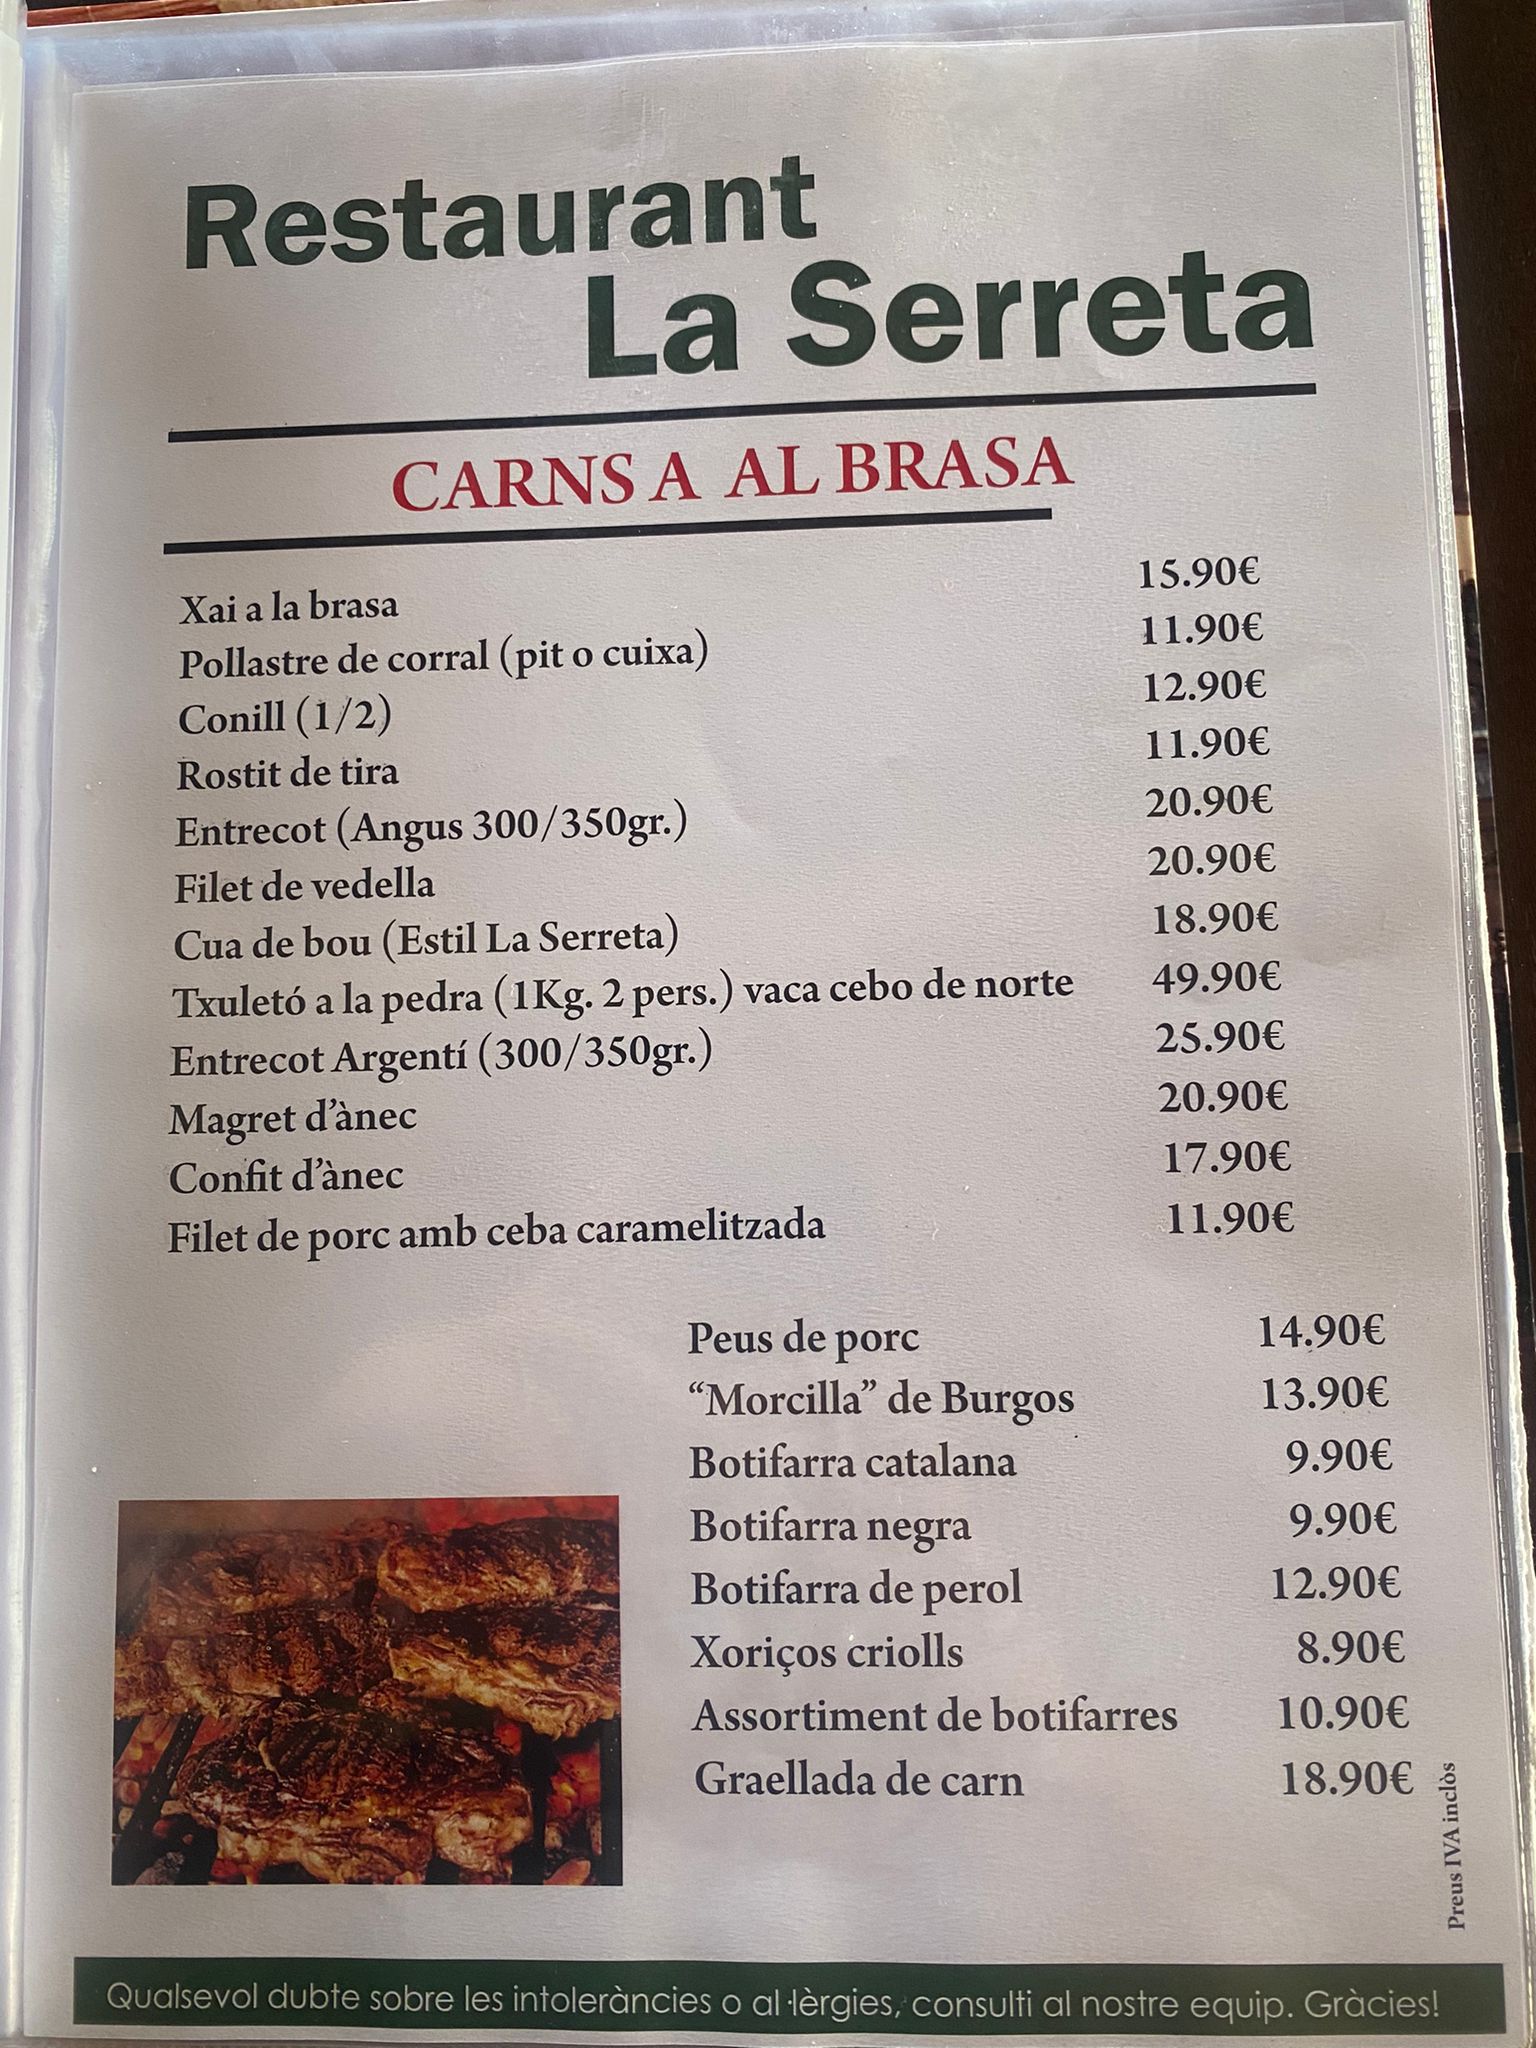 Restaurant
La Serreta
CARNS A AL BRASA
Xai a la brasa 15.90€
Pollastre de corral (pit o cuixa) 11.90€
Conill (1/2) 12.90€
Rostit de tira 11.90€
Entrecot (Angus 300/350gr.) 20.90€
Filet de vedella 20.90€
Cua de bou (Estil La Serreta) 18.90€
Txuletó a la pedra (1Kg. 2 pers.) vaca cebo de norte 49.90€
Entrecot Argentí (300/350gr.) 25.90€
Magret d'ànec 20.90€
Confit d'ànec 17.90€
Filet de porc amb ceba caramelitzada 11.90€
Peus de porc 14.90€
“Morcilla” de Burgos 13.90€
Botifarra catalana 9.90€
Botifarra negra 9.90€
Botifarra de perol 12.90€
Xoriços criolls 8.90€
Assortiment de botifarres 10.90€
Graellada de carn 18.90€
Preus IVA inclòs
Qualsevol dubte sobre les intoleràncies o al·lèrgies, consulti al nostre equip. Gràcies!